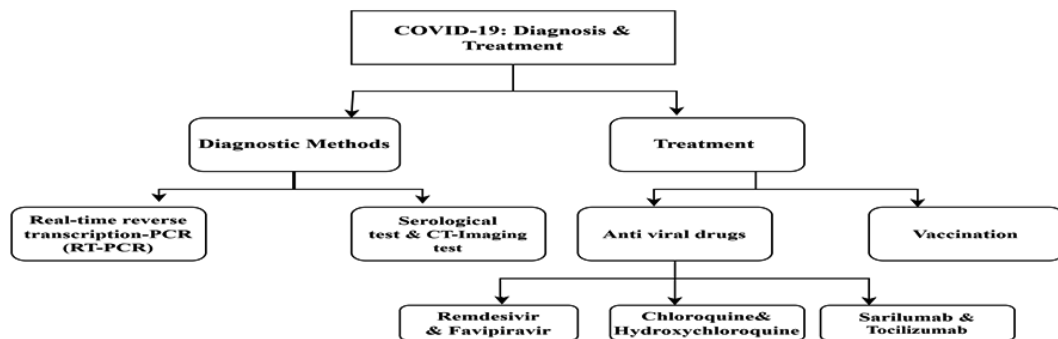 COVID-19: Diagnosis &
Treatment
Diagnostic Methods
Treatment
Real-time reverse
transcription-PCR
(RT-PCR)
Serological
test & CT-Imaging
test
Anti viral drugs
Vaccination
Remdesivir
& Favipiravir
Chloroquine&
Hydroxychloroquine
Sarilumab &
Tocilizumab